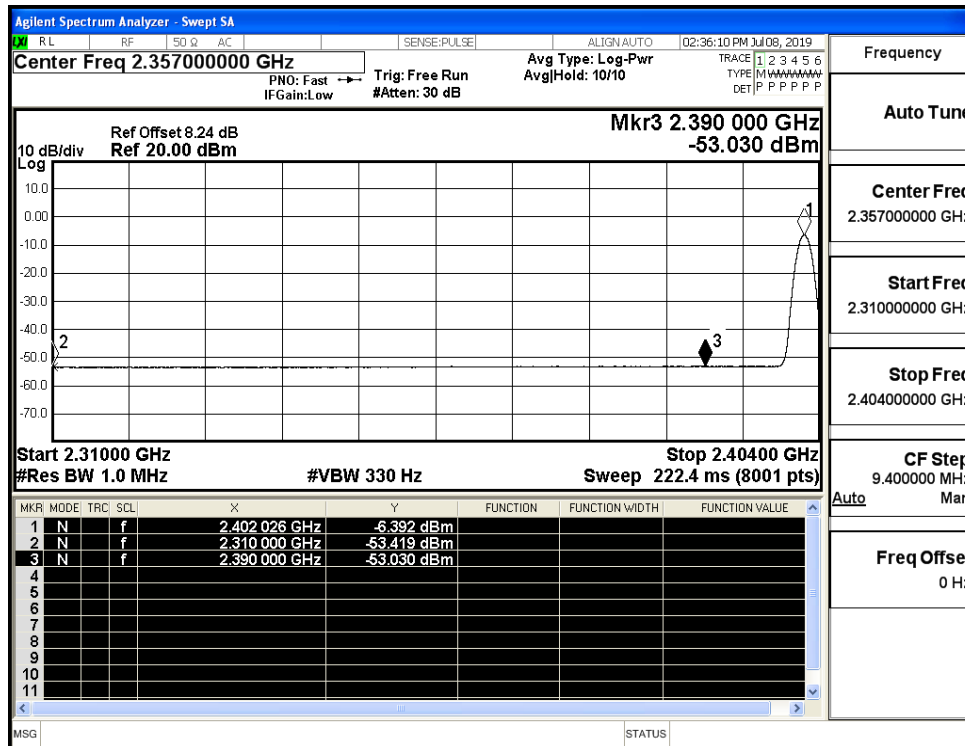 Agilent Spectrum Analyzer - Swept SA
LXI RL RF 50 Ω AC SENSE:PULSE ALIGN AUTO 02:36:10 PM Jul 08, 2019
Center Freq 2.357000000 GHz
PNO: Fast
IFGain:Low
Trig: Free Run
#Atten: 30 dB
Avg Type: Log-Pwr
Avg|Hold: 10/10
TRACE 1 2 3 4 5 6
TYPE M W W W W W
DET P P P P P P
Mkr3 2.390 000 GHz
-53.030 dBm
Ref Offset 8.24 dB
10 dB/div Ref 20.00 dBm
Log
10.0
0.00
-10.0
-20.0
-30.0
-40.0
-50.0
-60.0
-70.0
1
2
3
Start 2.31000 GHz Stop 2.40400 GHz
#Res BW 1.0 MHz #VBW 330 Hz Sweep 222.4 ms (8001 pts)
MKR MODE TRC SCL X Y FUNCTION FUNCTION WIDTH FUNCTION VALUE
1 N f 2.402 026 GHz -6.392 dBm
2 N f 2.310 000 GHz -53.419 dBm
3 N f 2.390 000 GHz -53.030 dBm
4
5
6
7
8
9
10
11
MSG STATUS
Frequency
Auto Tune
Center Freq
2.357000000 GHz
Start Freq
2.310000000 GHz
Stop Freq
2.404000000 GHz
CF Step
9.400000 MHz
Auto Man
Freq Offset
0 Hz